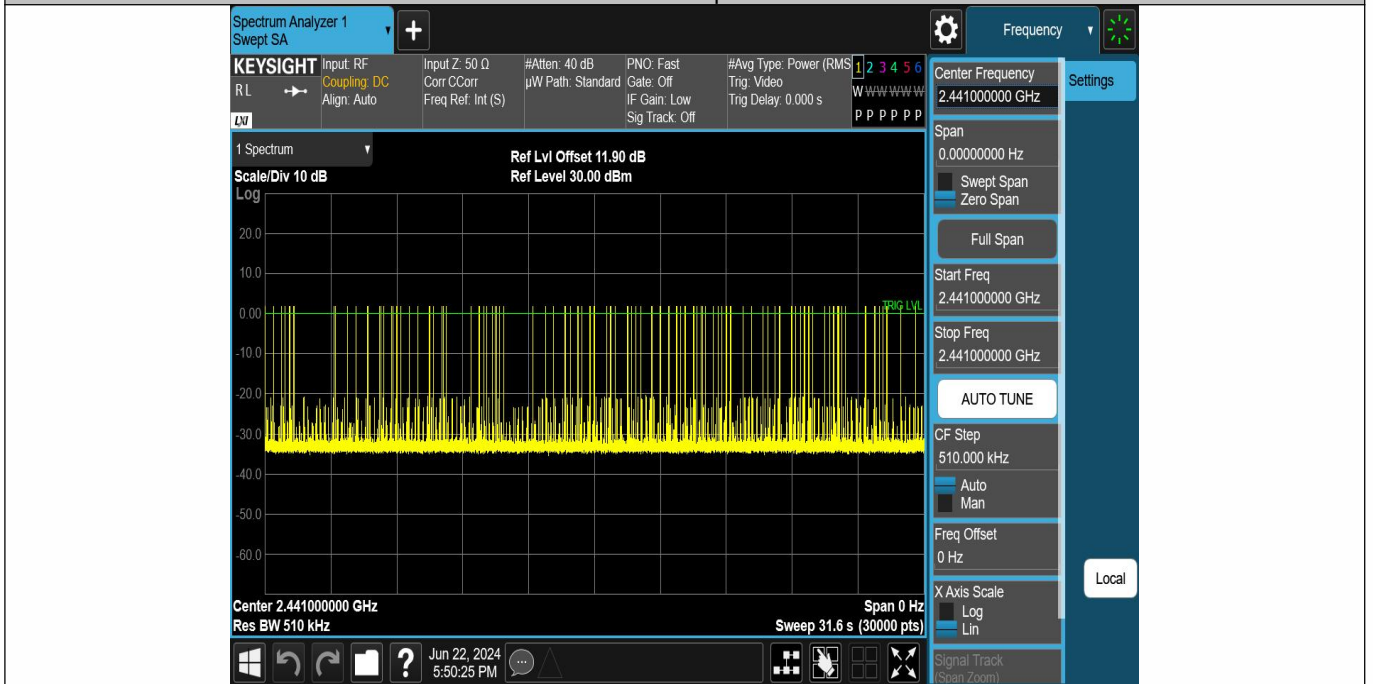 Spectrum Analyzer 1
Swept SA
Frequency
KEYSIGHT
RL
LXI
Input: RF
Coupling: DC
Align: Auto
Input Z: 50 Ω
Corr CCorr
Freq Ref: Int (S)
#Atten: 40 dB
µW Path: Standard
PNO: Fast
Gate: Off
IF Gain: Low
Sig Track: Off
#Avg Type: Power (RMS
Trig: Video
Trig Delay: 0.000 s
1 2 3 4 5 6
W W W W W W
P P P P P P
Center Frequency
2.441000000 GHz
Settings
Span
0.00000000 Hz
Swept Span
Zero Span
Full Span
Start Freq
2.441000000 GHz
Stop Freq
2.441000000 GHz
AUTO TUNE
CF Step
510.000 kHz
Auto
Man
Freq Offset
0 Hz
X Axis Scale
Log
Lin
Signal Track
(Span Zoom)
Local
1 Spectrum
Scale/Div 10 dB
Ref Lvl Offset 11.90 dB
Ref Level 30.00 dBm
Log
20.0
10.0
0.00
-10.0
-20.0
-30.0
-40.0
-50.0
-60.0
TRIG LVL
Center 2.441000000 GHz
Span 0 Hz
Res BW 510 kHz
Sweep 31.6 s (30000 pts)
?
Jun 22, 2024
5:50:25 PM